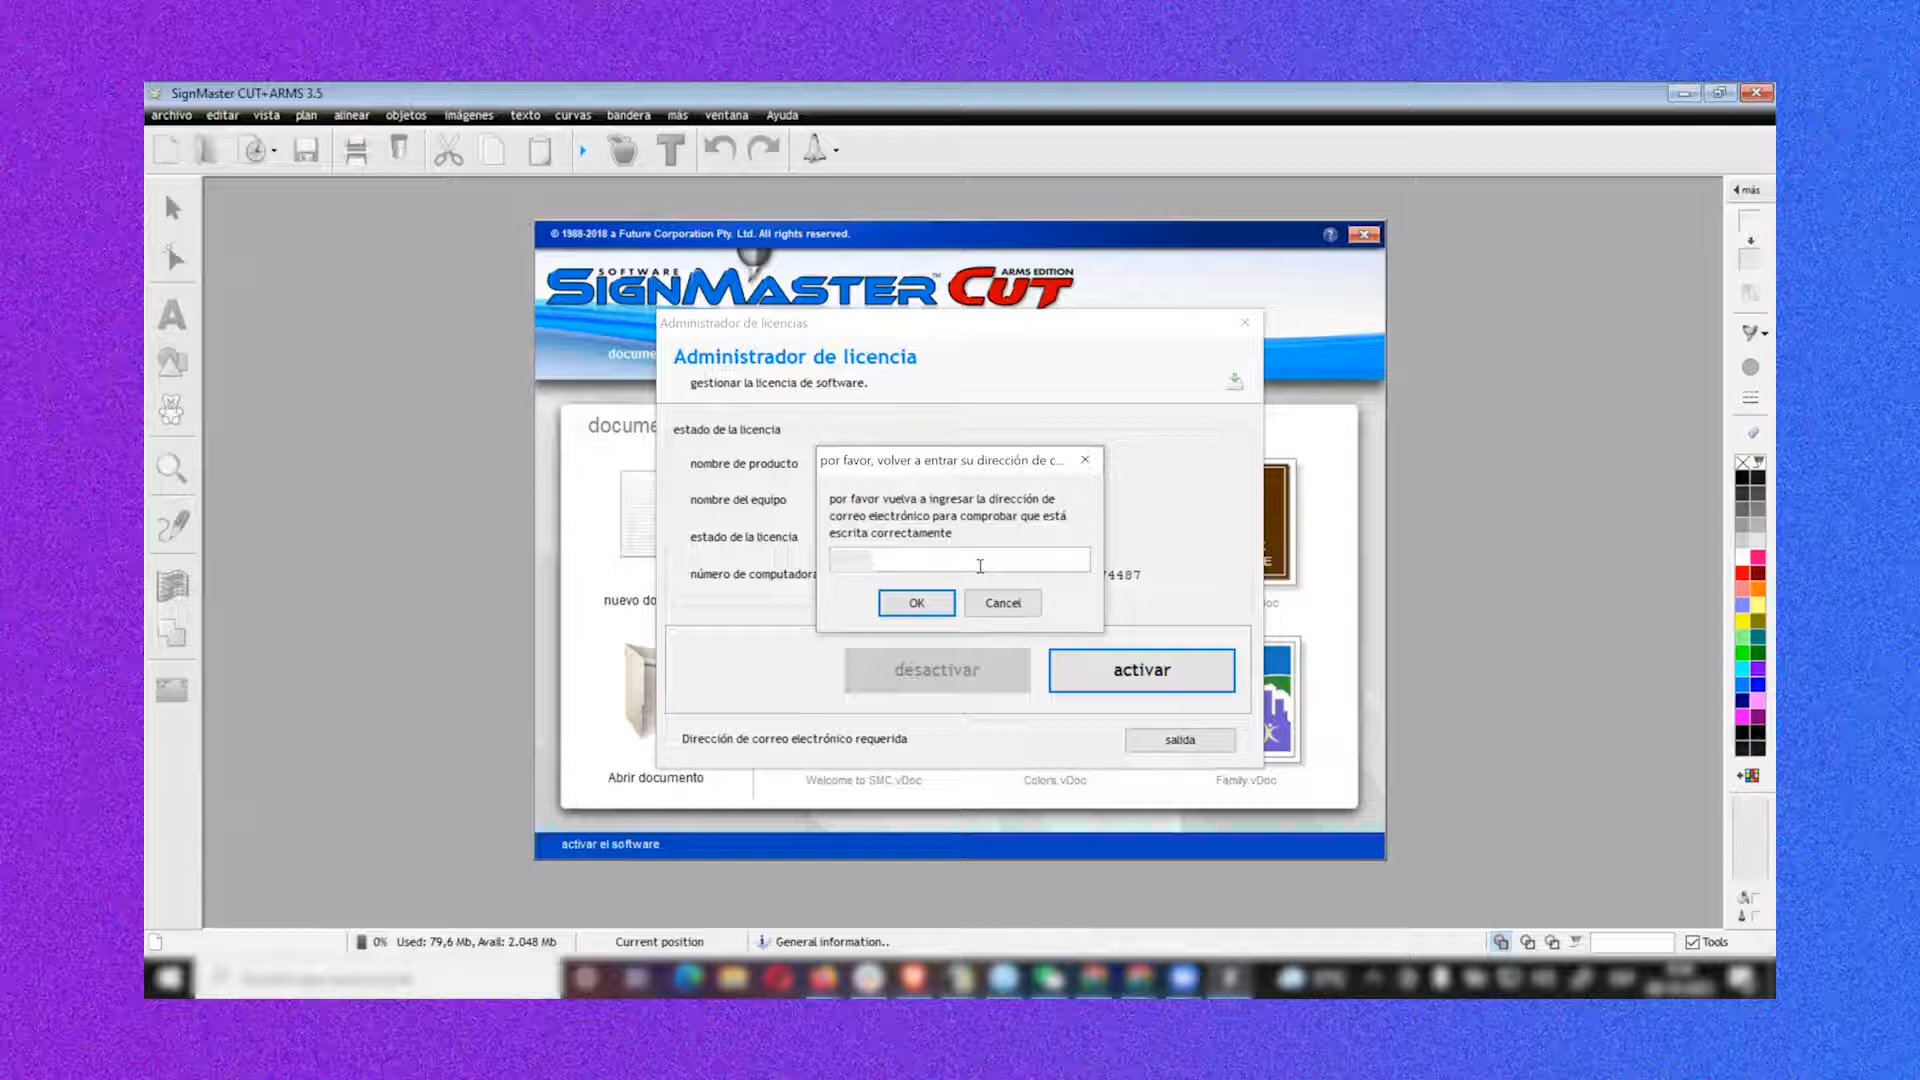 SignMaster CUT+ARMS 3.5
archivo editar vista plan alinear objetos imágenes texto curvas bandera más ventana Ayuda
más
© 1988-2018 a Future Corporation Pty. Ltd. All rights reserved.
SOFTWARE
SIGNMASTER™ CUT
ARMS EDITION
docume
Administrador de licencias
Administrador de licencia
gestionar la licencia de software.
docume
estado de la licencia
nombre de producto
nombre del equipo
estado de la licencia
número de computadora
74487
por favor, volver a entrar su dirección de c...
por favor vuelva a ingresar la dirección de
correo electrónico para comprobar que está
escrita correctamente
OK Cancel
nuevo do
desactivar activar
Dirección de correo electrónico requerida salida
Abrir documento Welcome to SMC.vDoc Colors.vDoc Family.vDoc
activar el software
0% Used: 79,6 Mb, Avail: 2.048 Mb Current position General information.. Tools